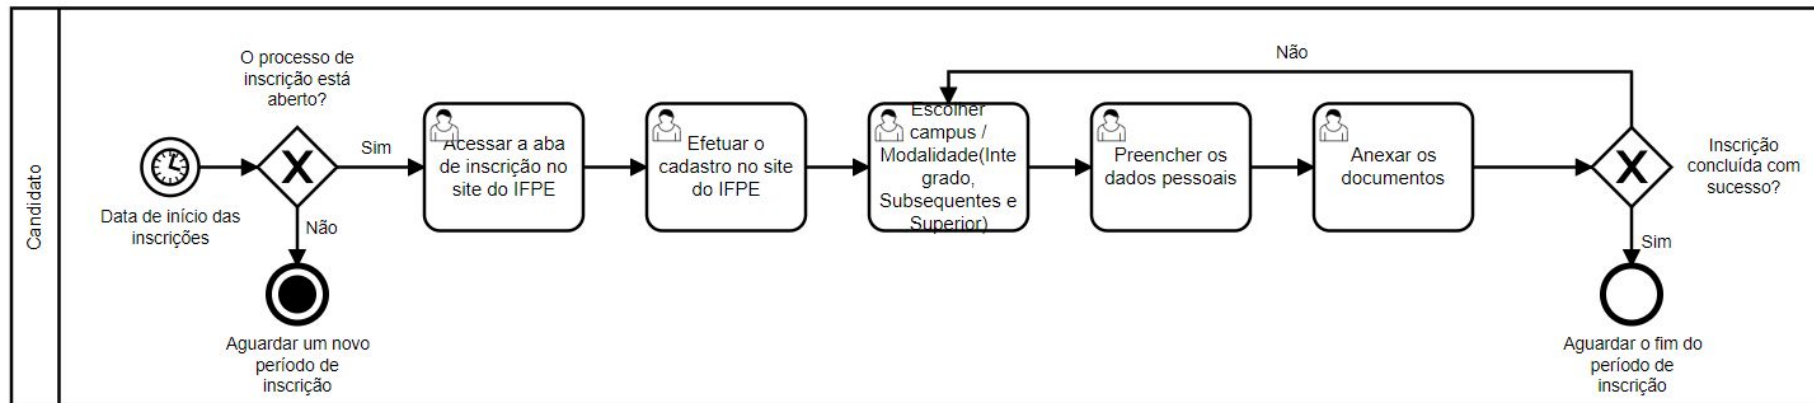 Candidato
Data de início das
inscrições
O processo de
inscrição está
aberto?
Sim
Não
Aguardar um novo
período de
inscrição
Acessar a aba
de inscrição no
site do IFPE
Efetuar o
cadastro no site
do IFPE
Escolher
campus /
Modalidade(Inte
grado,
Subsequentes e
Superior)
Preencher os
dados pessoais
Anexar os
documentos
Não
Inscrição
concluída com
sucesso?
Sim
Aguardar o fim do
período de
inscrição